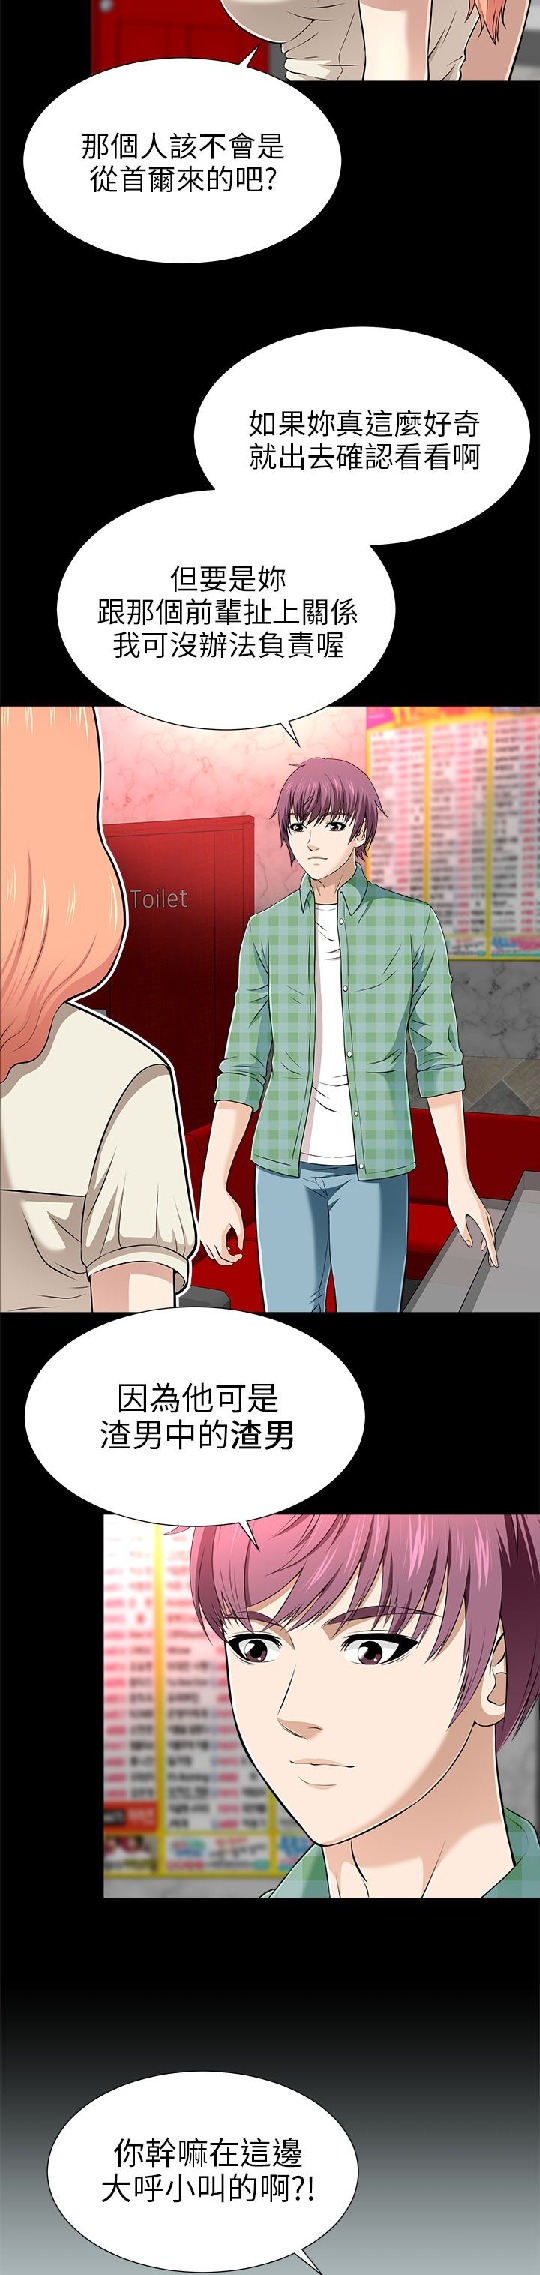 那個人該不會是
從首爾來的吧?
如果妳真這麼好奇
就出去確認看看啊
但要是妳
跟那個前輩扯上關係
我可沒辦法負責喔
Toilet
因為他可是
渣男中的渣男
你幹嘛在這邊
大呼小叫的啊?!